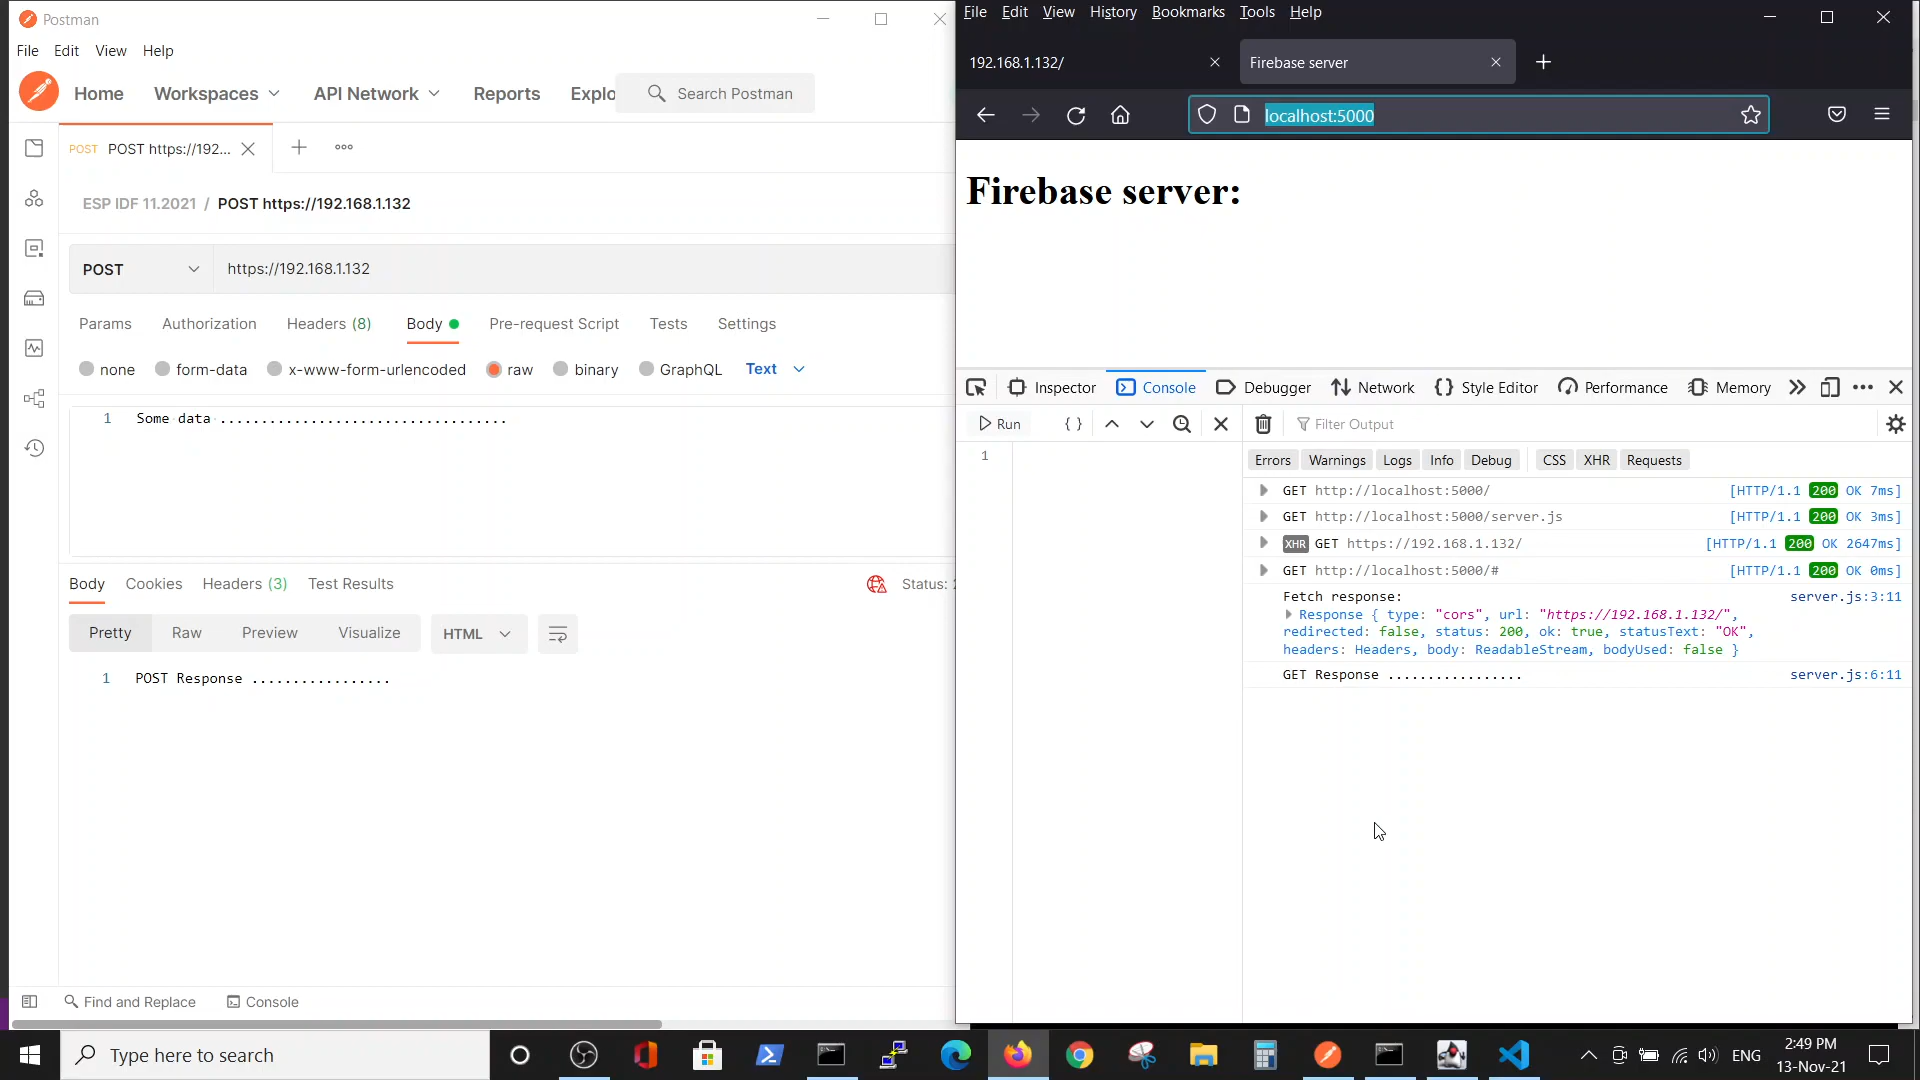 Postman
File Edit View Help
Home Workspaces API Network Reports Explo Search Postman
POST POST https://192...
ESP IDF 11.2021 / POST https://192.168.1.132
POST https://192.168.1.132
Params Authorization Headers (8) Body Pre-request Script Tests Settings
none form-data x-www-form-urlencoded raw binary GraphQL Text
1 Some data ...................................
Body Cookies Headers (3) Test Results Status:
Pretty Raw Preview Visualize HTML
1 POST Response .................
Find and Replace Console
File Edit View History Bookmarks Tools Help
192.168.1.132/ Firebase server
localhost:5000
Firebase server:
Inspector Console Debugger Network Style Editor Performance Memory
Run Filter Output
1
Errors Warnings Logs Info Debug CSS XHR Requests
GET http://localhost:5000/ [HTTP/1.1 200 OK 7ms]
GET http://localhost:5000/server.js [HTTP/1.1 200 OK 3ms]
XHR GET https://192.168.1.132/ [HTTP/1.1 200 OK 2647ms]
GET http://localhost:5000/# [HTTP/1.1 200 OK 0ms]
Fetch response: server.js:3:11
Response { type: "cors", url: "https://192.168.1.132/",
redirected: false, status: 200, ok: true, statusText: "OK",
headers: Headers, body: ReadableStream, bodyUsed: false }
GET Response ................. server.js:6:11
Type here to search ENG 2:49 PM
13-Nov-21